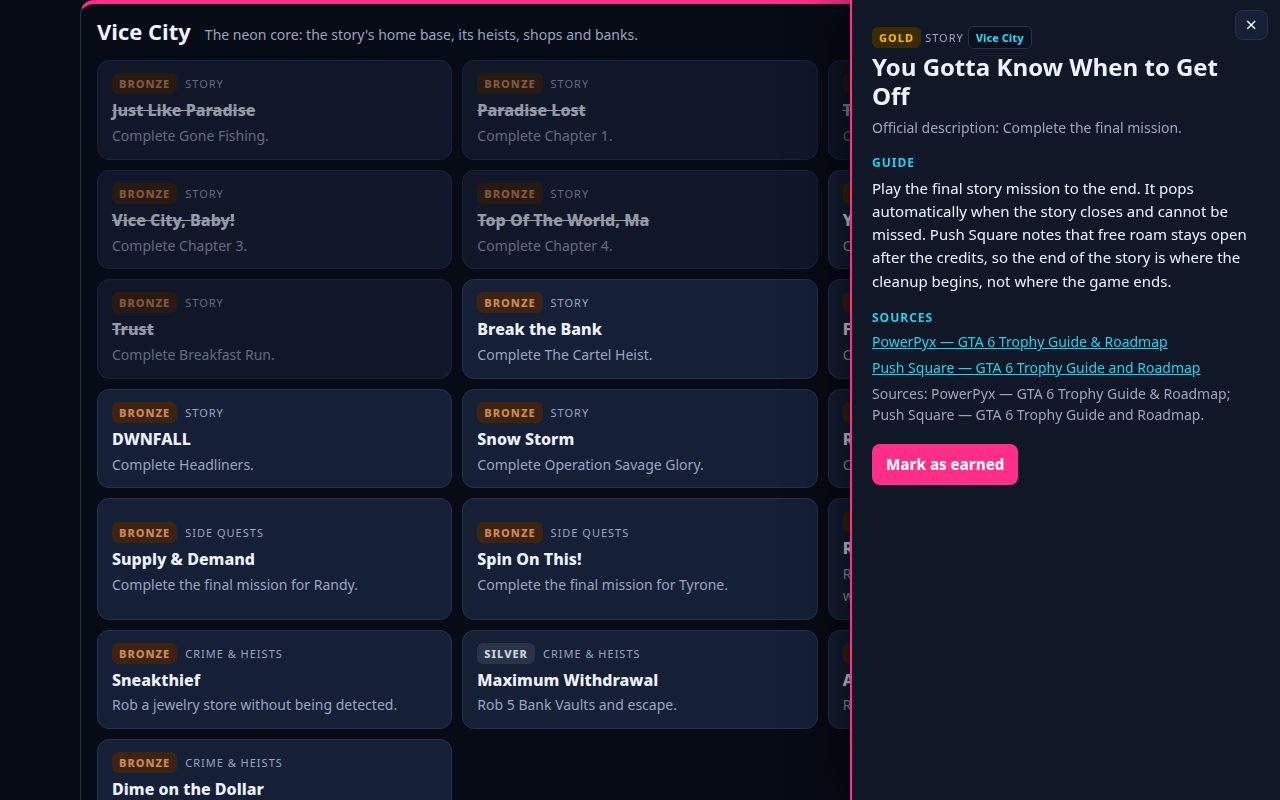 Vice City The neon core: the story's home base, its heists, shops and banks.
BRONZE STORY
Just Like Paradise
Complete Gone Fishing.
BRONZE STORY
Paradise Lost
Complete Chapter 1.
BRONZE STORY
Vice City, Baby!
Complete Chapter 3.
BRONZE STORY
Top Of The World, Ma
Complete Chapter 4.
BRONZE STORY
Trust
Complete Breakfast Run.
BRONZE STORY
Break the Bank
Complete The Cartel Heist.
BRONZE STORY
DWNFALL
Complete Headliners.
BRONZE STORY
Snow Storm
Complete Operation Savage Glory.
BRONZE SIDE QUESTS
Supply & Demand
Complete the final mission for Randy.
BRONZE SIDE QUESTS
Spin On This!
Complete the final mission for Tyrone.
BRONZE CRIME & HEISTS
Sneakthief
Rob a jewelry store without being detected.
SILVER CRIME & HEISTS
Maximum Withdrawal
Rob 5 Bank Vaults and escape.
BRONZE CRIME & HEISTS
Dime on the Dollar
×
GOLD STORY Vice City
You Gotta Know When to Get
Off
Official description: Complete the final mission.
GUIDE
Play the final story mission to the end. It pops
automatically when the story closes and cannot be
missed. Push Square notes that free roam stays open
after the credits, so the end of the story is where the
cleanup begins, not where the game ends.
SOURCES
PowerPyx — GTA 6 Trophy Guide & Roadmap
Push Square — GTA 6 Trophy Guide and Roadmap
Sources: PowerPyx — GTA 6 Trophy Guide & Roadmap;
Push Square — GTA 6 Trophy Guide and Roadmap.
Mark as earned